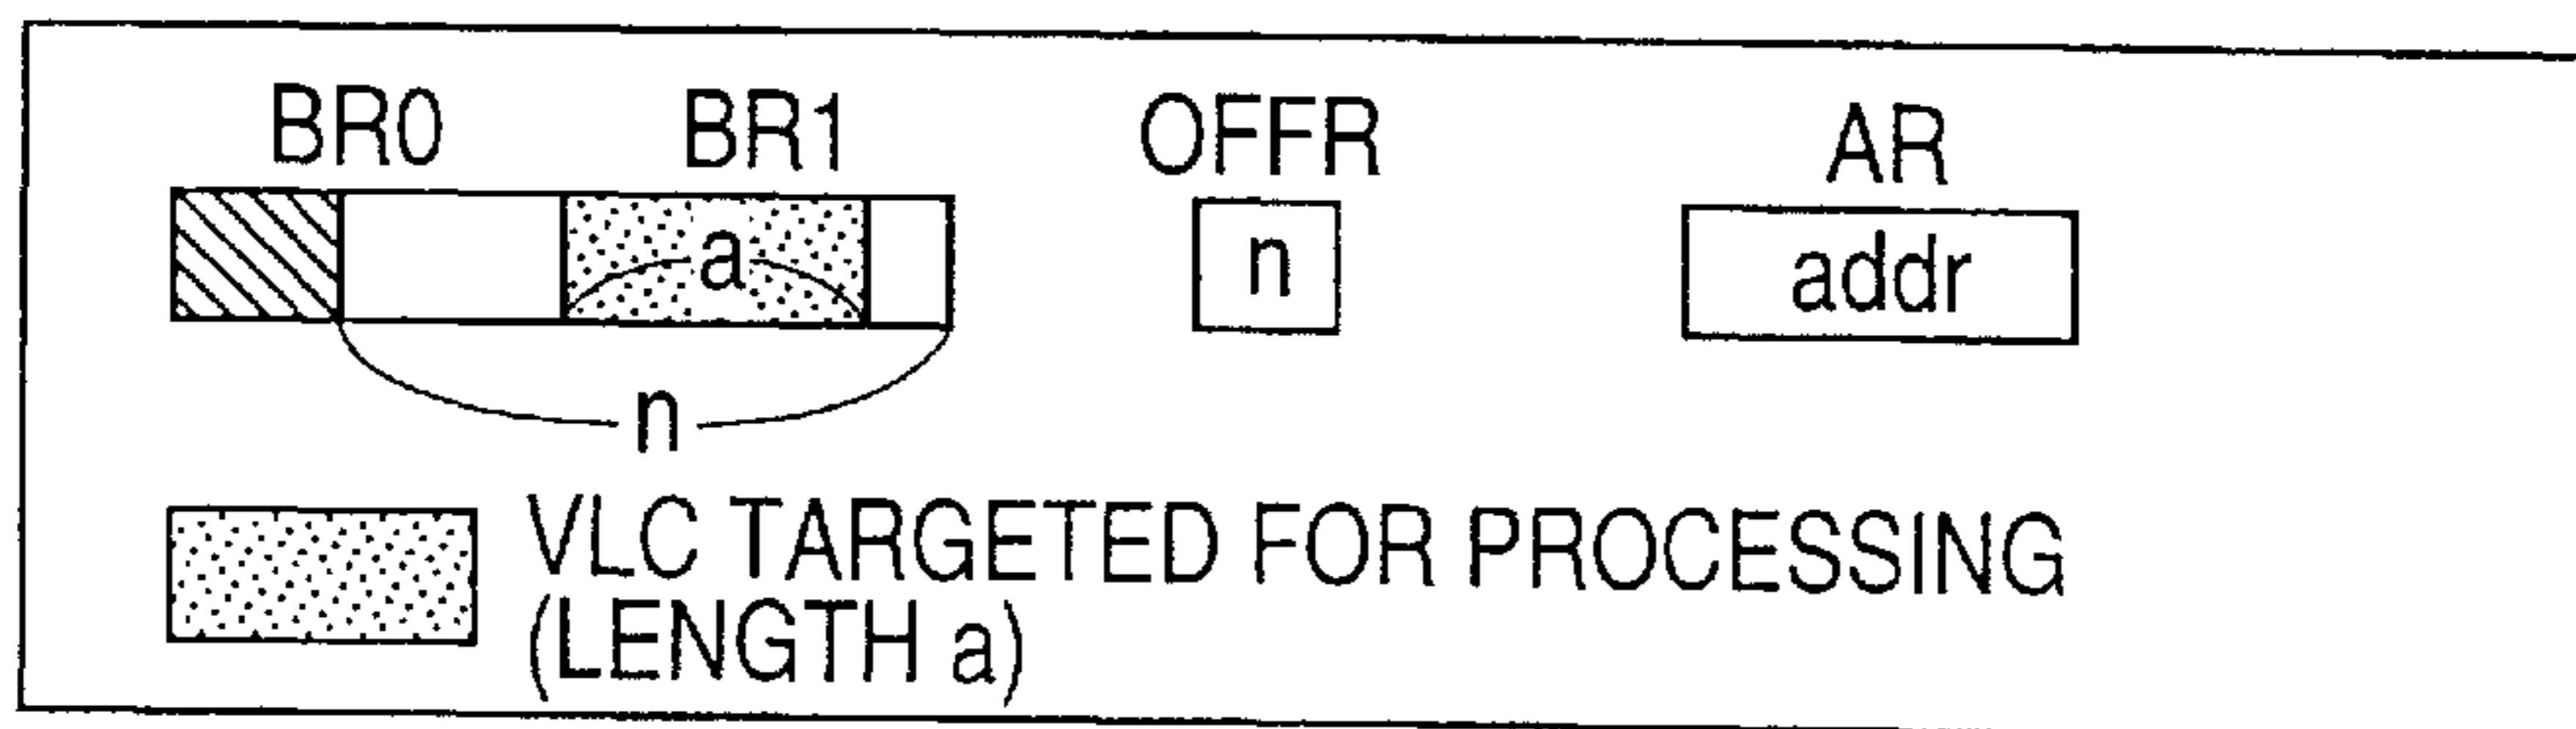 BR0 BR1 OFFR AR
a n addr
n
VLC TARGETED FOR PROCESSING
(LENGTH a)